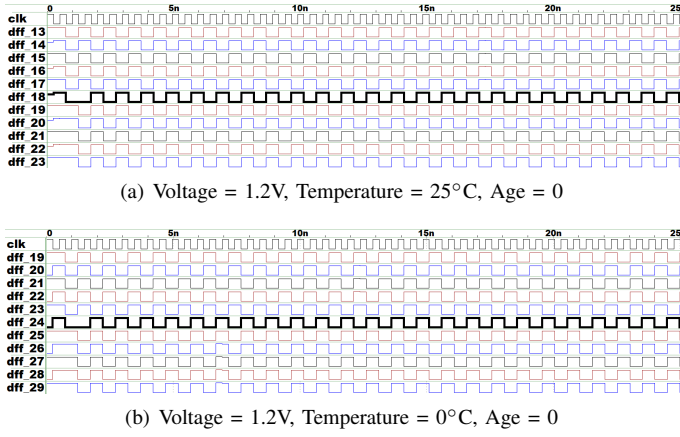 0 5n 10n 15n 20n 25
clk
dff_13
dff_14
dff_15
dff_16
dff_17
dff_18
dff_19
dff_20
dff_21
dff_22
dff_23
(a) Voltage = 1.2V, Temperature = 25°C, Age = 0
0 5n 10n 15n 20n 25
clk
dff_19
dff_20
dff_21
dff_22
dff_23
dff_24
dff_25
dff_26
dff_27
dff_28
dff_29
(b) Voltage = 1.2V, Temperature = 0°C, Age = 0